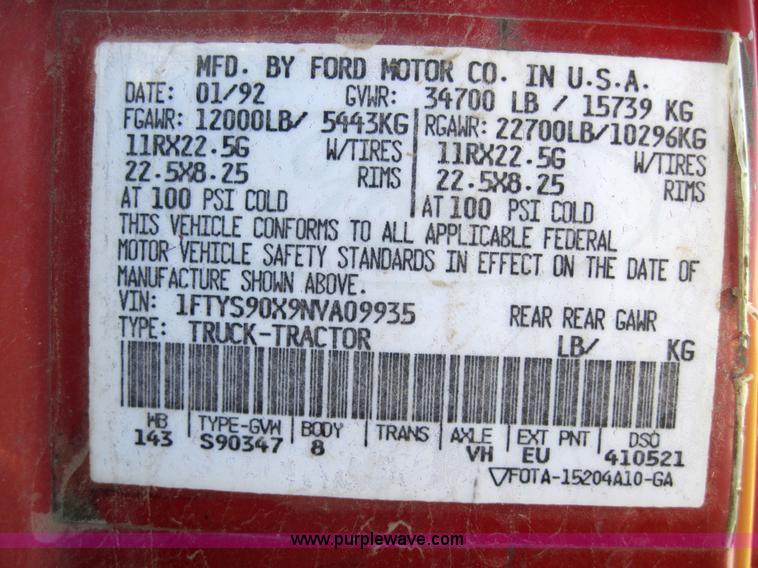 MFD. BY FORD MOTOR CO. IN U.S.A.
DATE: 01/92 GVWR: 34700 LB / 15739 KG
FGAWR: 12000LB/ 5443KG RGAWR: 22700LB/10296KG
11RX22.5G W/TIRES 11RX22.5G W/TIRES
22.5X8.25 RIMS 22.5X8.25 RIMS
AT 100 PSI COLD AT 100 PSI COLD
THIS VEHICLE CONFORMS TO ALL APPLICABLE FEDERAL
MOTOR VEHICLE SAFETY STANDARDS IN EFFECT ON THE DATE OF
MANUFACTURE SHOWN ABOVE.
VIN: 1FTYS90X9NVA09935 REAR REAR GAWR
TYPE: TRUCK-TRACTOR LB/ KG
WB TYPE-GVW BODY TRANS AXLE EXT PNT DSO
143 S90347 8 VH EU 410521
▽FOTA-15204A10-GA
www.purplewave.com